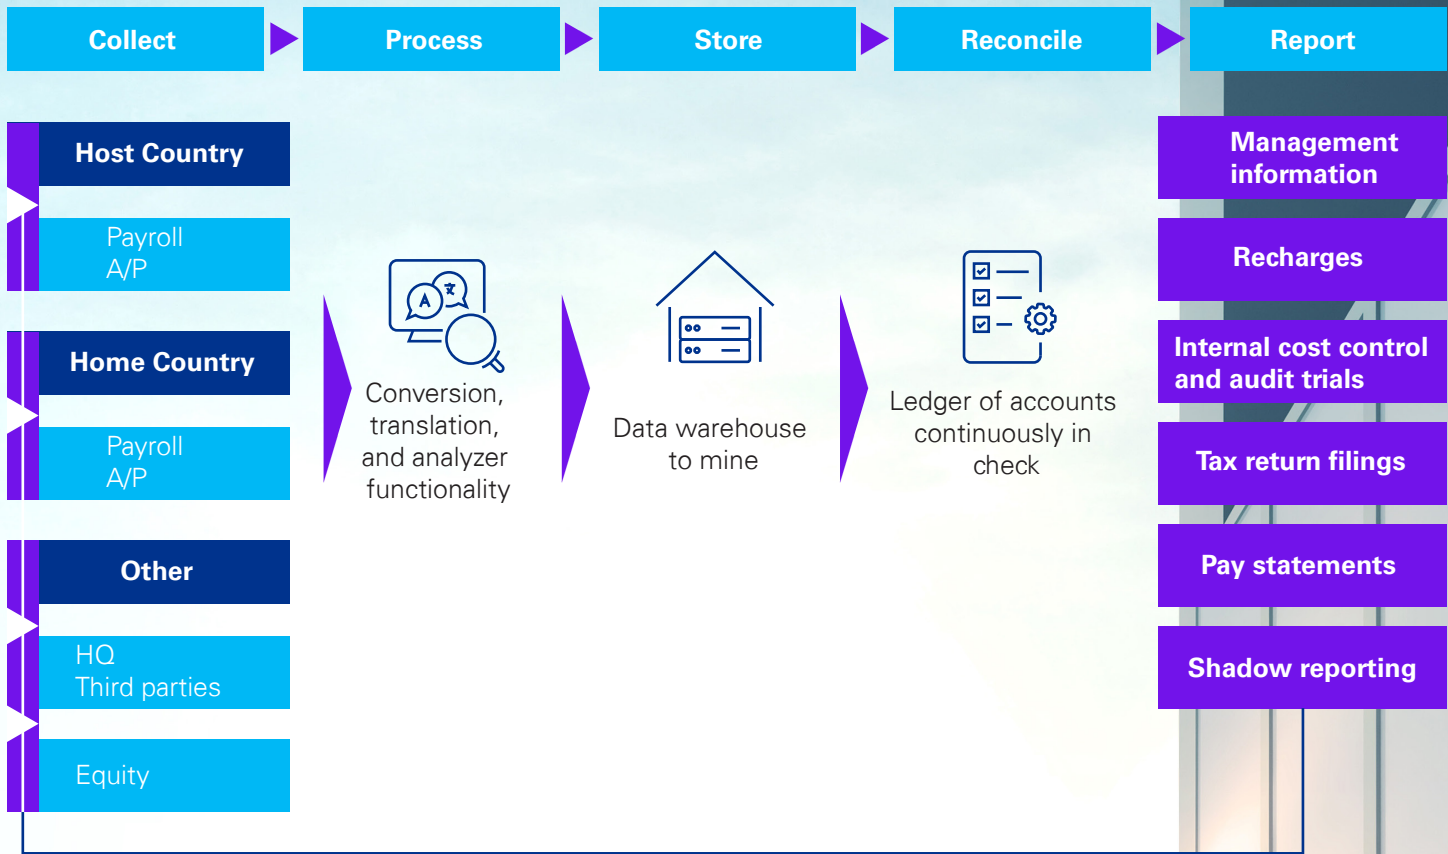 Collect
Process
Store
Reconcile
Report
Host Country
Payroll
A/P
Home Country
Payroll
A/P
Other
HQ
Third parties
Equity
A
文
Conversion,
translation,
and analyzer
functionality
Data warehouse
to mine
Ledger of accounts
continuously in
check
Management
information
Recharges
Internal cost control
and audit trials
Tax return filings
Pay statements
Shadow reporting